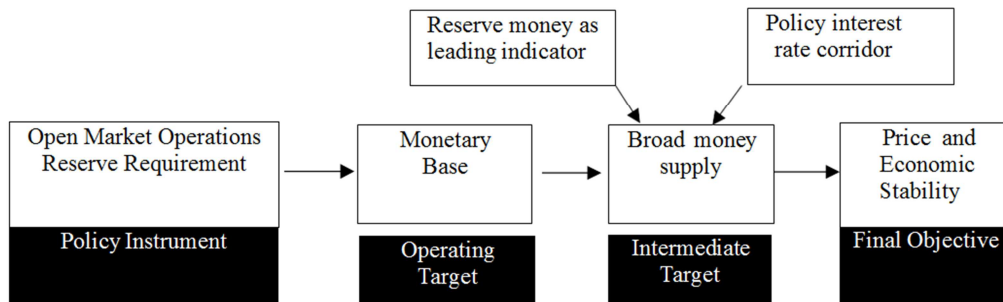 Reserve money as
leading indicator
Policy interest
rate corridor
Open Market Operations
Reserve Requirement
Policy Instrument
Monetary
Base
Operating
Target
Broad money
supply
Intermediate
Target
Price and
Economic
Stability
Final Objective